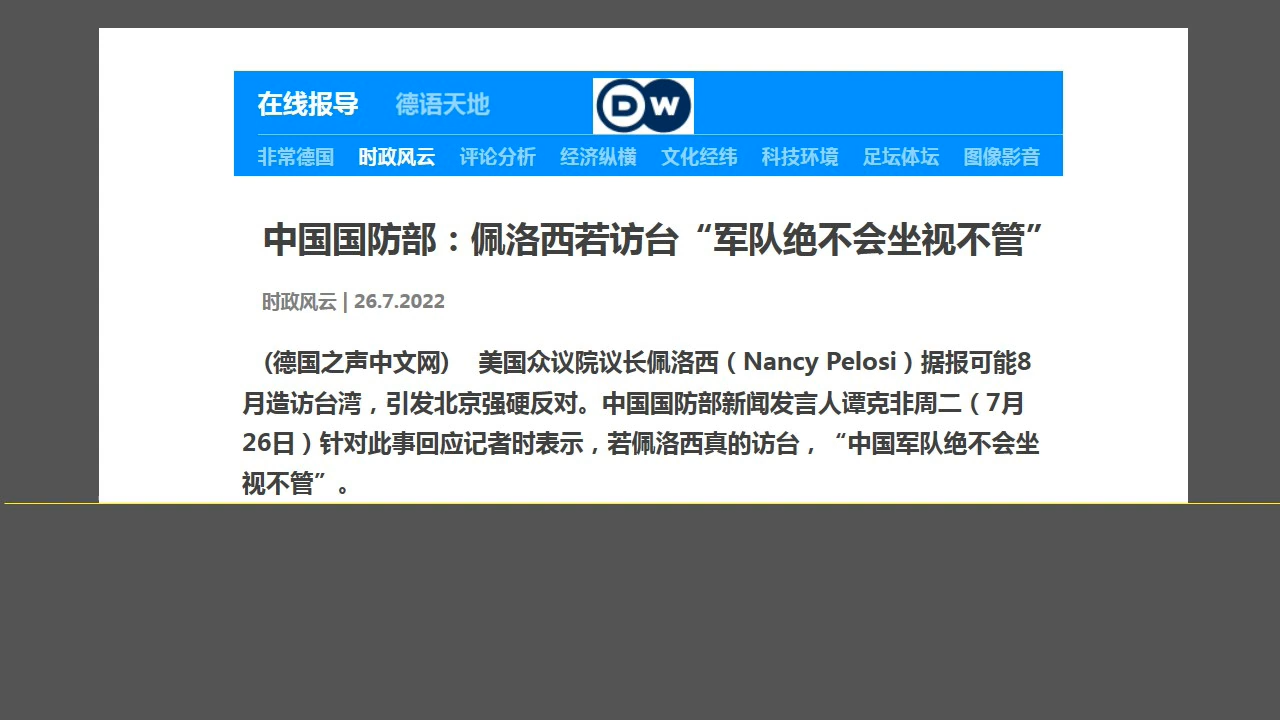 在线报导 德语天地 DW
非常德国 时政风云 评论分析 经济纵横 文化经纬 科技环境 足坛体坛 图像影音
中国国防部：佩洛西若访台“军队绝不会坐视不管”
时政风云 | 26.7.2022
(德国之声中文网) 美国众议院议长佩洛西（Nancy Pelosi）据报可能8
月造访台湾，引发北京强硬反对。中国国防部新闻发言人谭克非周二（7月
26日）针对此事回应记者时表示，若佩洛西真的访台，“中国军队绝不会坐
视不管”。